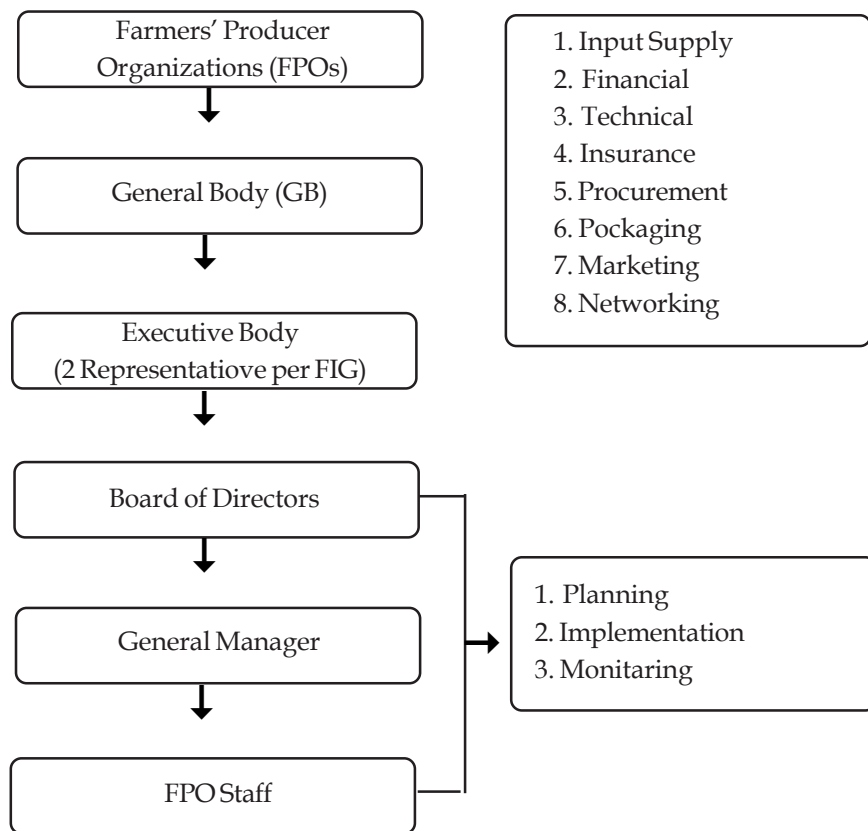 Farmers' Producer
Organizations (FPOs)
General Body (GB)
Executive Body
(2 Representatiove per FIG)
Board of Directors
General Manager
FPO Staff
1. Input Supply
2. Financial
3. Technical
4. Insurance
5. Procurement
6. Pockaging
7. Marketing
8. Networking
1. Planning
2. Implementation
3. Monitaring